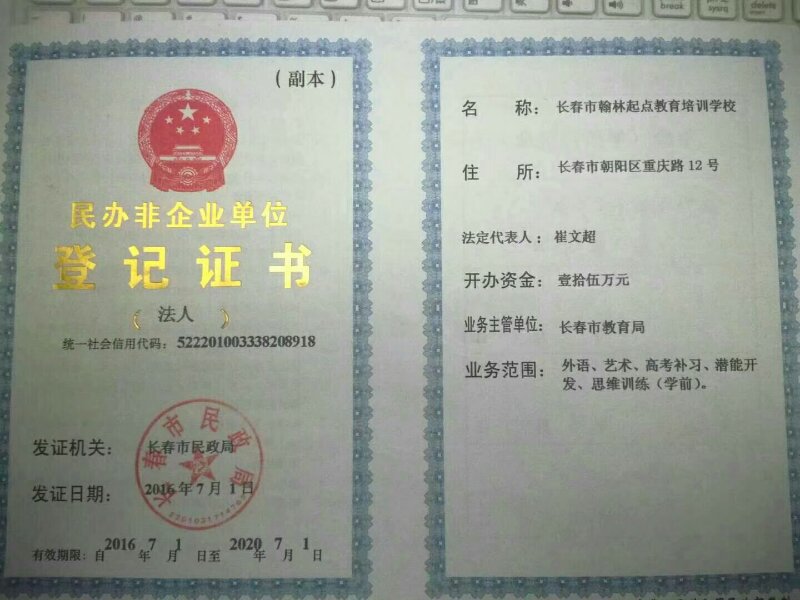 （副本）
民办非企业单位
登记证书
（法人）
统一社会信用代码：522201003338208918
发证机关：长春市民政局
发证日期：2016年7月1日
有效期限：自2016年7月1日至2020年7月1日
长春市民政局
名称：长春市翰林起点教育培训学校
住所：长春市朝阳区重庆路12号
法定代表人：崔文超
开办资金：壹拾伍万元
业务主管单位：长春市教育局
业务范围：外语、艺术、高考补习、潜能开
发、思维训练（学前）。
break
sysrq
delete